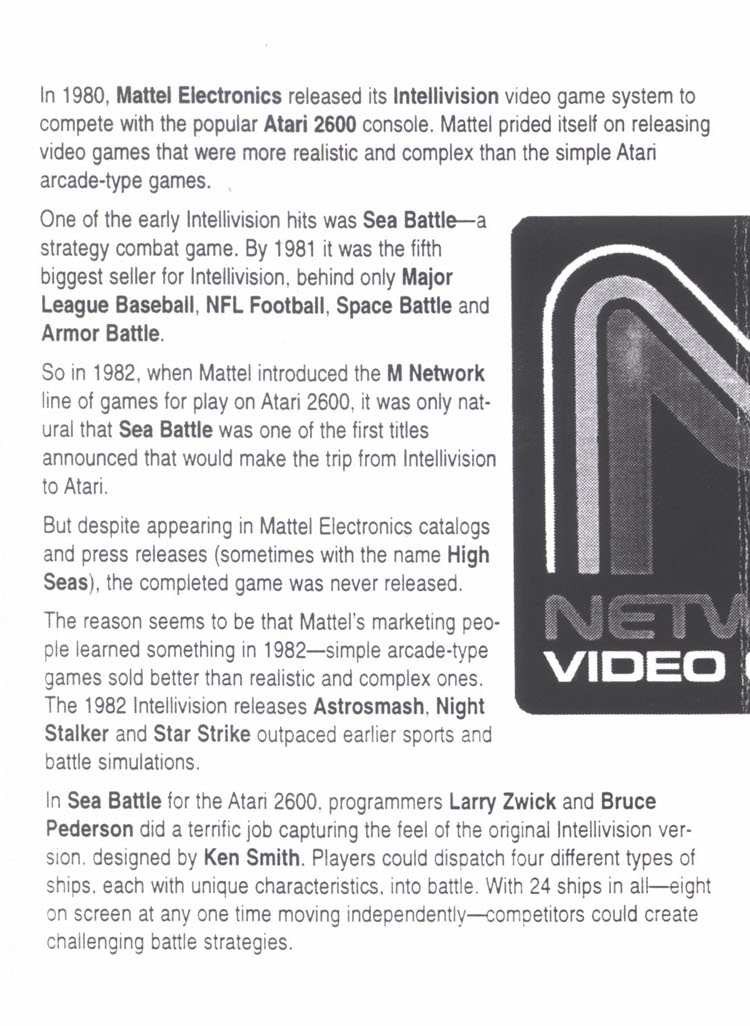 In 1980, Mattel Electronics released its Intellivision video game system to
compete with the popular Atari 2600 console. Mattel prided itself on releasing
video games that were more realistic and complex than the simple Atari
arcade-type games.
One of the early Intellivision hits was Sea Battle—a
strategy combat game. By 1981 it was the fifth
biggest seller for Intellivision, behind only Major
League Baseball, NFL Football, Space Battle and
Armor Battle.
So in 1982, when Mattel introduced the M Network
line of games for play on Atari 2600, it was only nat-
ural that Sea Battle was one of the first titles
announced that would make the trip from Intellivision
to Atari.
But despite appearing in Mattel Electronics catalogs
and press releases (sometimes with the name High
Seas), the completed game was never released.
The reason seems to be that Mattel's marketing peo-
ple learned something in 1982—simple arcade-type
games sold better than realistic and complex ones.
The 1982 Intellivision releases Astrosmash, Night
Stalker and Star Strike outpaced earlier sports and
battle simulations.
In Sea Battle for the Atari 2600, programmers Larry Zwick and Bruce
Pederson did a terrific job capturing the feel of the original Intellivision ver-
sion, designed by Ken Smith. Players could dispatch four different types of
ships, each with unique characteristics, into battle. With 24 ships in all—eight
on screen at any one time moving independently—competitors could create
challenging battle strategies.
NETW
VIDEO